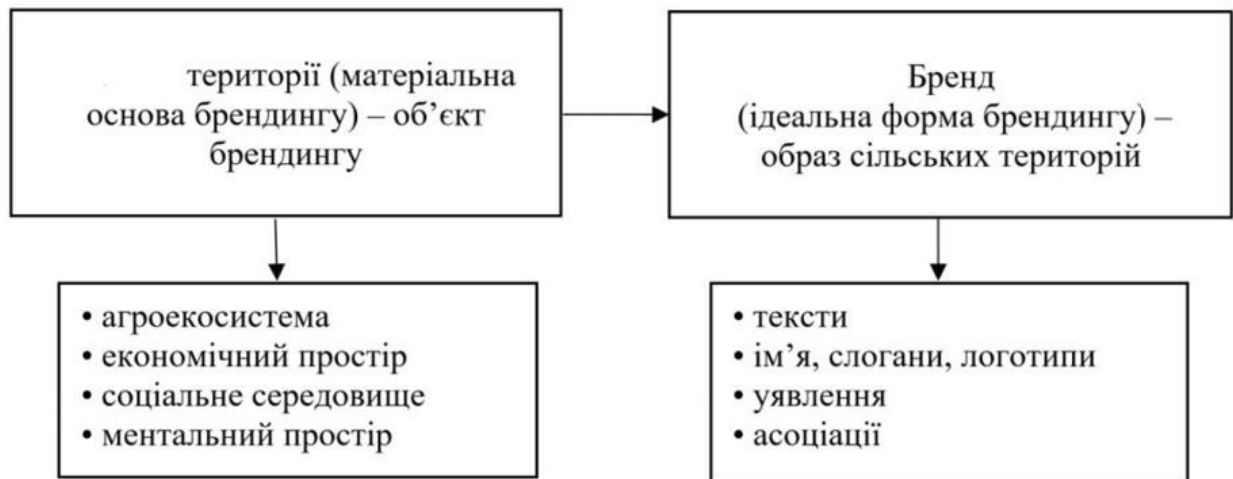 території (матеріальна
основа брендингу) – об’єкт
брендингу
Бренд
(ідеальна форма брендингу) –
образ сільських територій
• агроекосистема
• економічний простір
• соціальне середовище
• ментальний простір
• тексти
• ім’я, слогани, логотипи
• уявлення
• асоціації